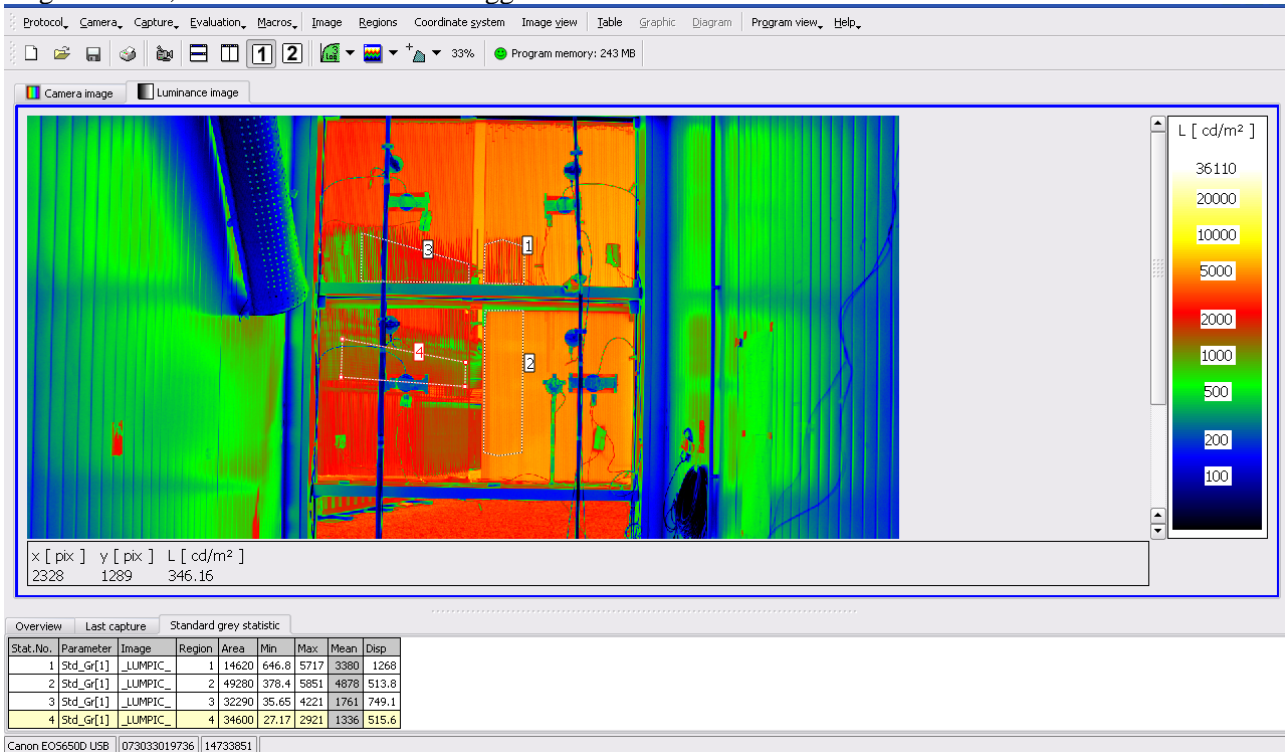 Protocol Camera Capture Evaluation Macros Image Regions Coordinate system Image view Table Graphic Diagram Program view Help
1 2 Log 33% Program memory: 243 MB
Camera image Luminance image
L [ cd/m² ]
36110
20000
10000
5000
2000
1000
500
200
100
3 1
4 2
x [ pix ] y [ pix ] L [ cd/m² ]
2328 1289 346.16
Overview Last capture Standard grey statistic
Stat.No. Parameter Image Region Area Min Max Mean Disp
1 Std_Gr[1] _LUMPIC_ 1 14620 646.8 5717 3380 1268
2 Std_Gr[1] _LUMPIC_ 2 49280 378.4 5851 4878 513.8
3 Std_Gr[1] _LUMPIC_ 3 32290 35.65 4221 1761 749.1
4 Std_Gr[1] _LUMPIC_ 4 34600 27.17 2921 1336 515.6
Canon EOS650D USB 073033019736 14733851